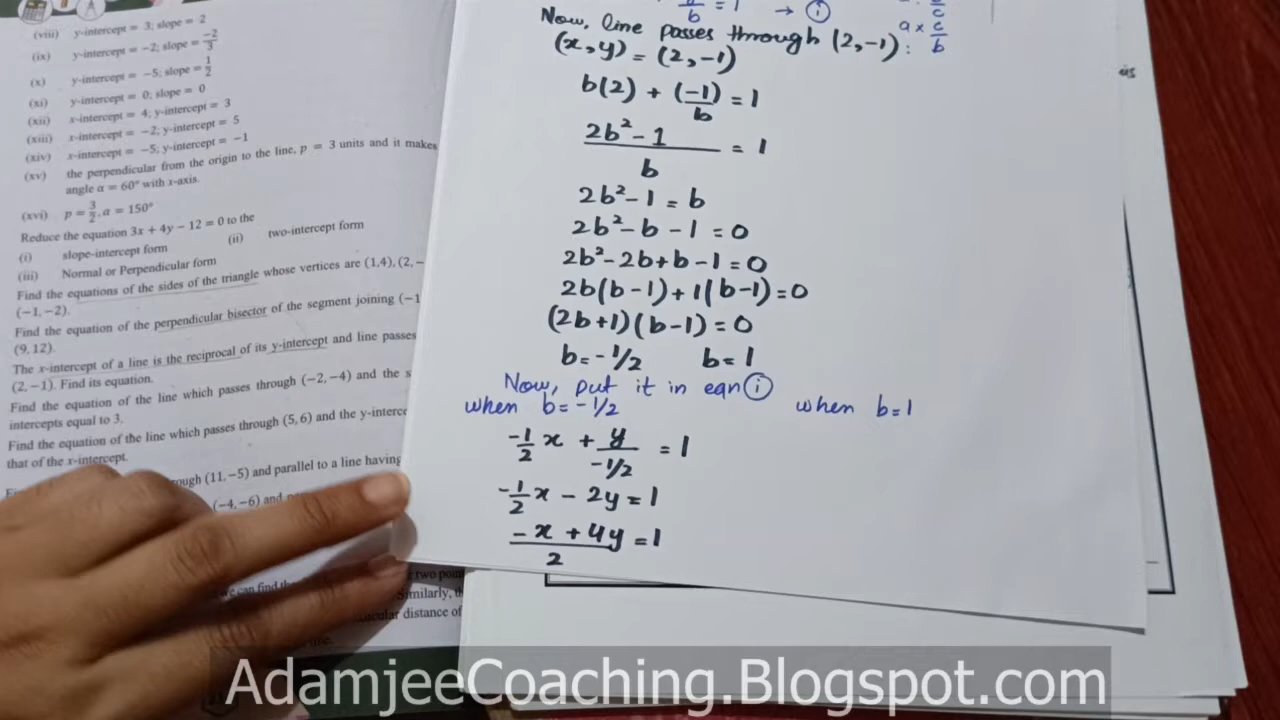 (viii) y-intercept = 3; slope = 2
(ix) y-intercept = −2; slope = −2/3
(x) y-intercept = −5; slope = 1/2
(xi) y-intercept = 0; slope = 0
(xii) x-intercept = 4; y-intercept = 3
(xiii) x-intercept = −2; y-intercept = 5
(xiv) x-intercept = −5; y-intercept = −1
(xv) the perpendicular from the origin to the line, p = 3 units and it makes
angle α = 60° with x-axis.
(xvi) p = 3/2, α = 150°
Reduce the equation 3x + 4y − 12 = 0 to the
(i) slope-intercept form (ii) two-intercept form
(iii) Normal or Perpendicular form
Find the equations of the sides of the triangle whose vertices are (1,4), (2, −
(−1, −2).
Find the equation of the perpendicular bisector of the segment joining (−1
(9, 12).
The x-intercept of a line is the reciprocal of its y-intercept and line passes
(2, −1). Find its equation.
Find the equation of the line which passes through (−2, −4) and the s
intercepts equal to 3.
Find the equation of the line which passes through (5, 6) and the y-interce
that of the x-intercept.
(11, −5) and parallel to a line having
(−4, −6) and
can find
two poin
Similarly,
distance of
b = 1 → (i)
Now, line passes through (2, -1):
a × c/b
(x, y) = (2, -1)
b(2) + (-1)/b = 1
2b² - 1 / b = 1
2b² - 1 = b
2b² - b - 1 = 0
2b² - 2b + b - 1 = 0
2b(b - 1) + 1(b - 1) = 0
(2b + 1)(b - 1) = 0
b = -1/2 b = 1
Now, put it in eqn (i)
when b = -1/2 when b = 1
-1/2 x + y/-1/2 = 1
-1/2 x - 2y = 1
-x + 4y / 2 = 1
AdamjeeCoaching.Blogspot.com